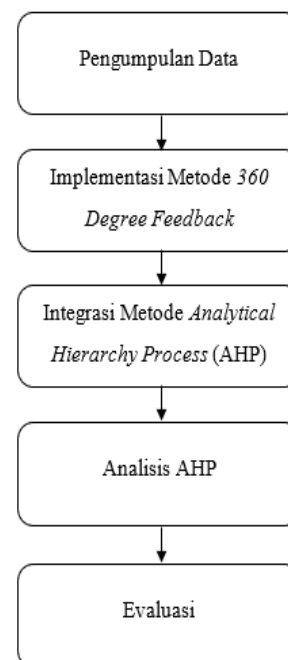 Pengumpulan Data
Implementasi Metode 360
Degree Feedback
Integrasi Metode Analytical
Hierarchy Process (AHP)
Analisis AHP
Evaluasi